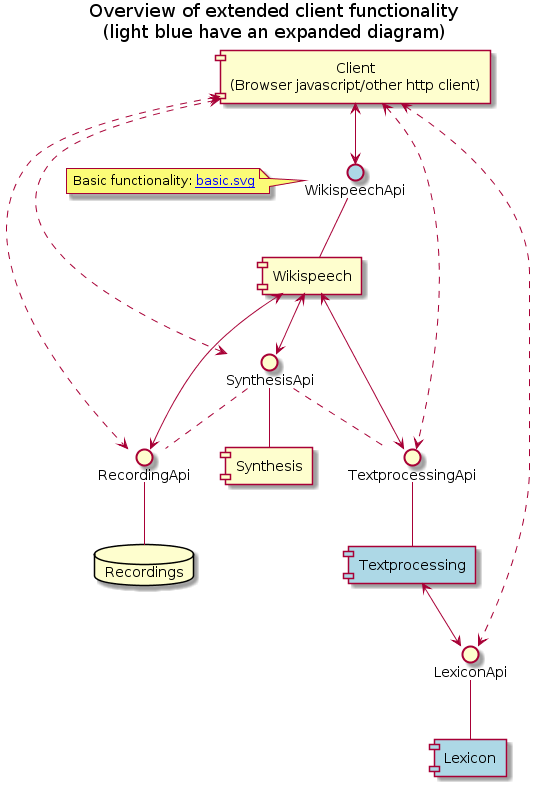 Overview of extended client functionality
(light blue have an expanded diagram)
Client
(Browser javascript/other http client)
Basic functionality: basic.svg
WikispeechApi
Wikispeech
SynthesisApi
RecordingApi
Synthesis
TextprocessingApi
Recordings
Textprocessing
LexiconApi
Lexicon